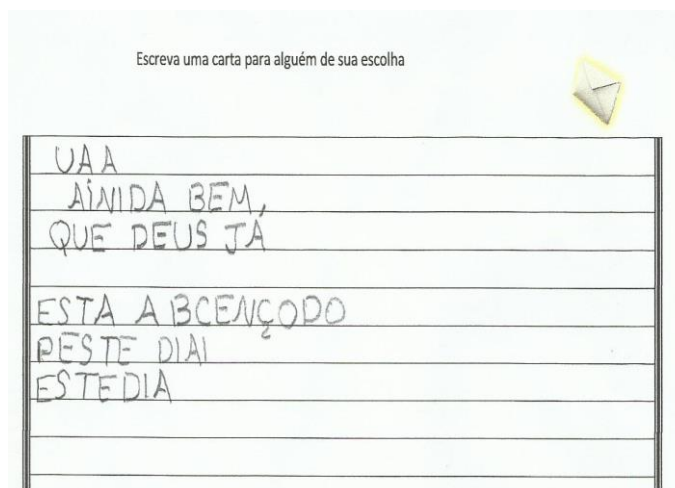 Escreva uma carta para alguém de sua escolha
UAA
AINIDA BEM,
QUE DEUS JÁ
ESTA ABCENÇODO
PESTE DIAI
ESTEDIA